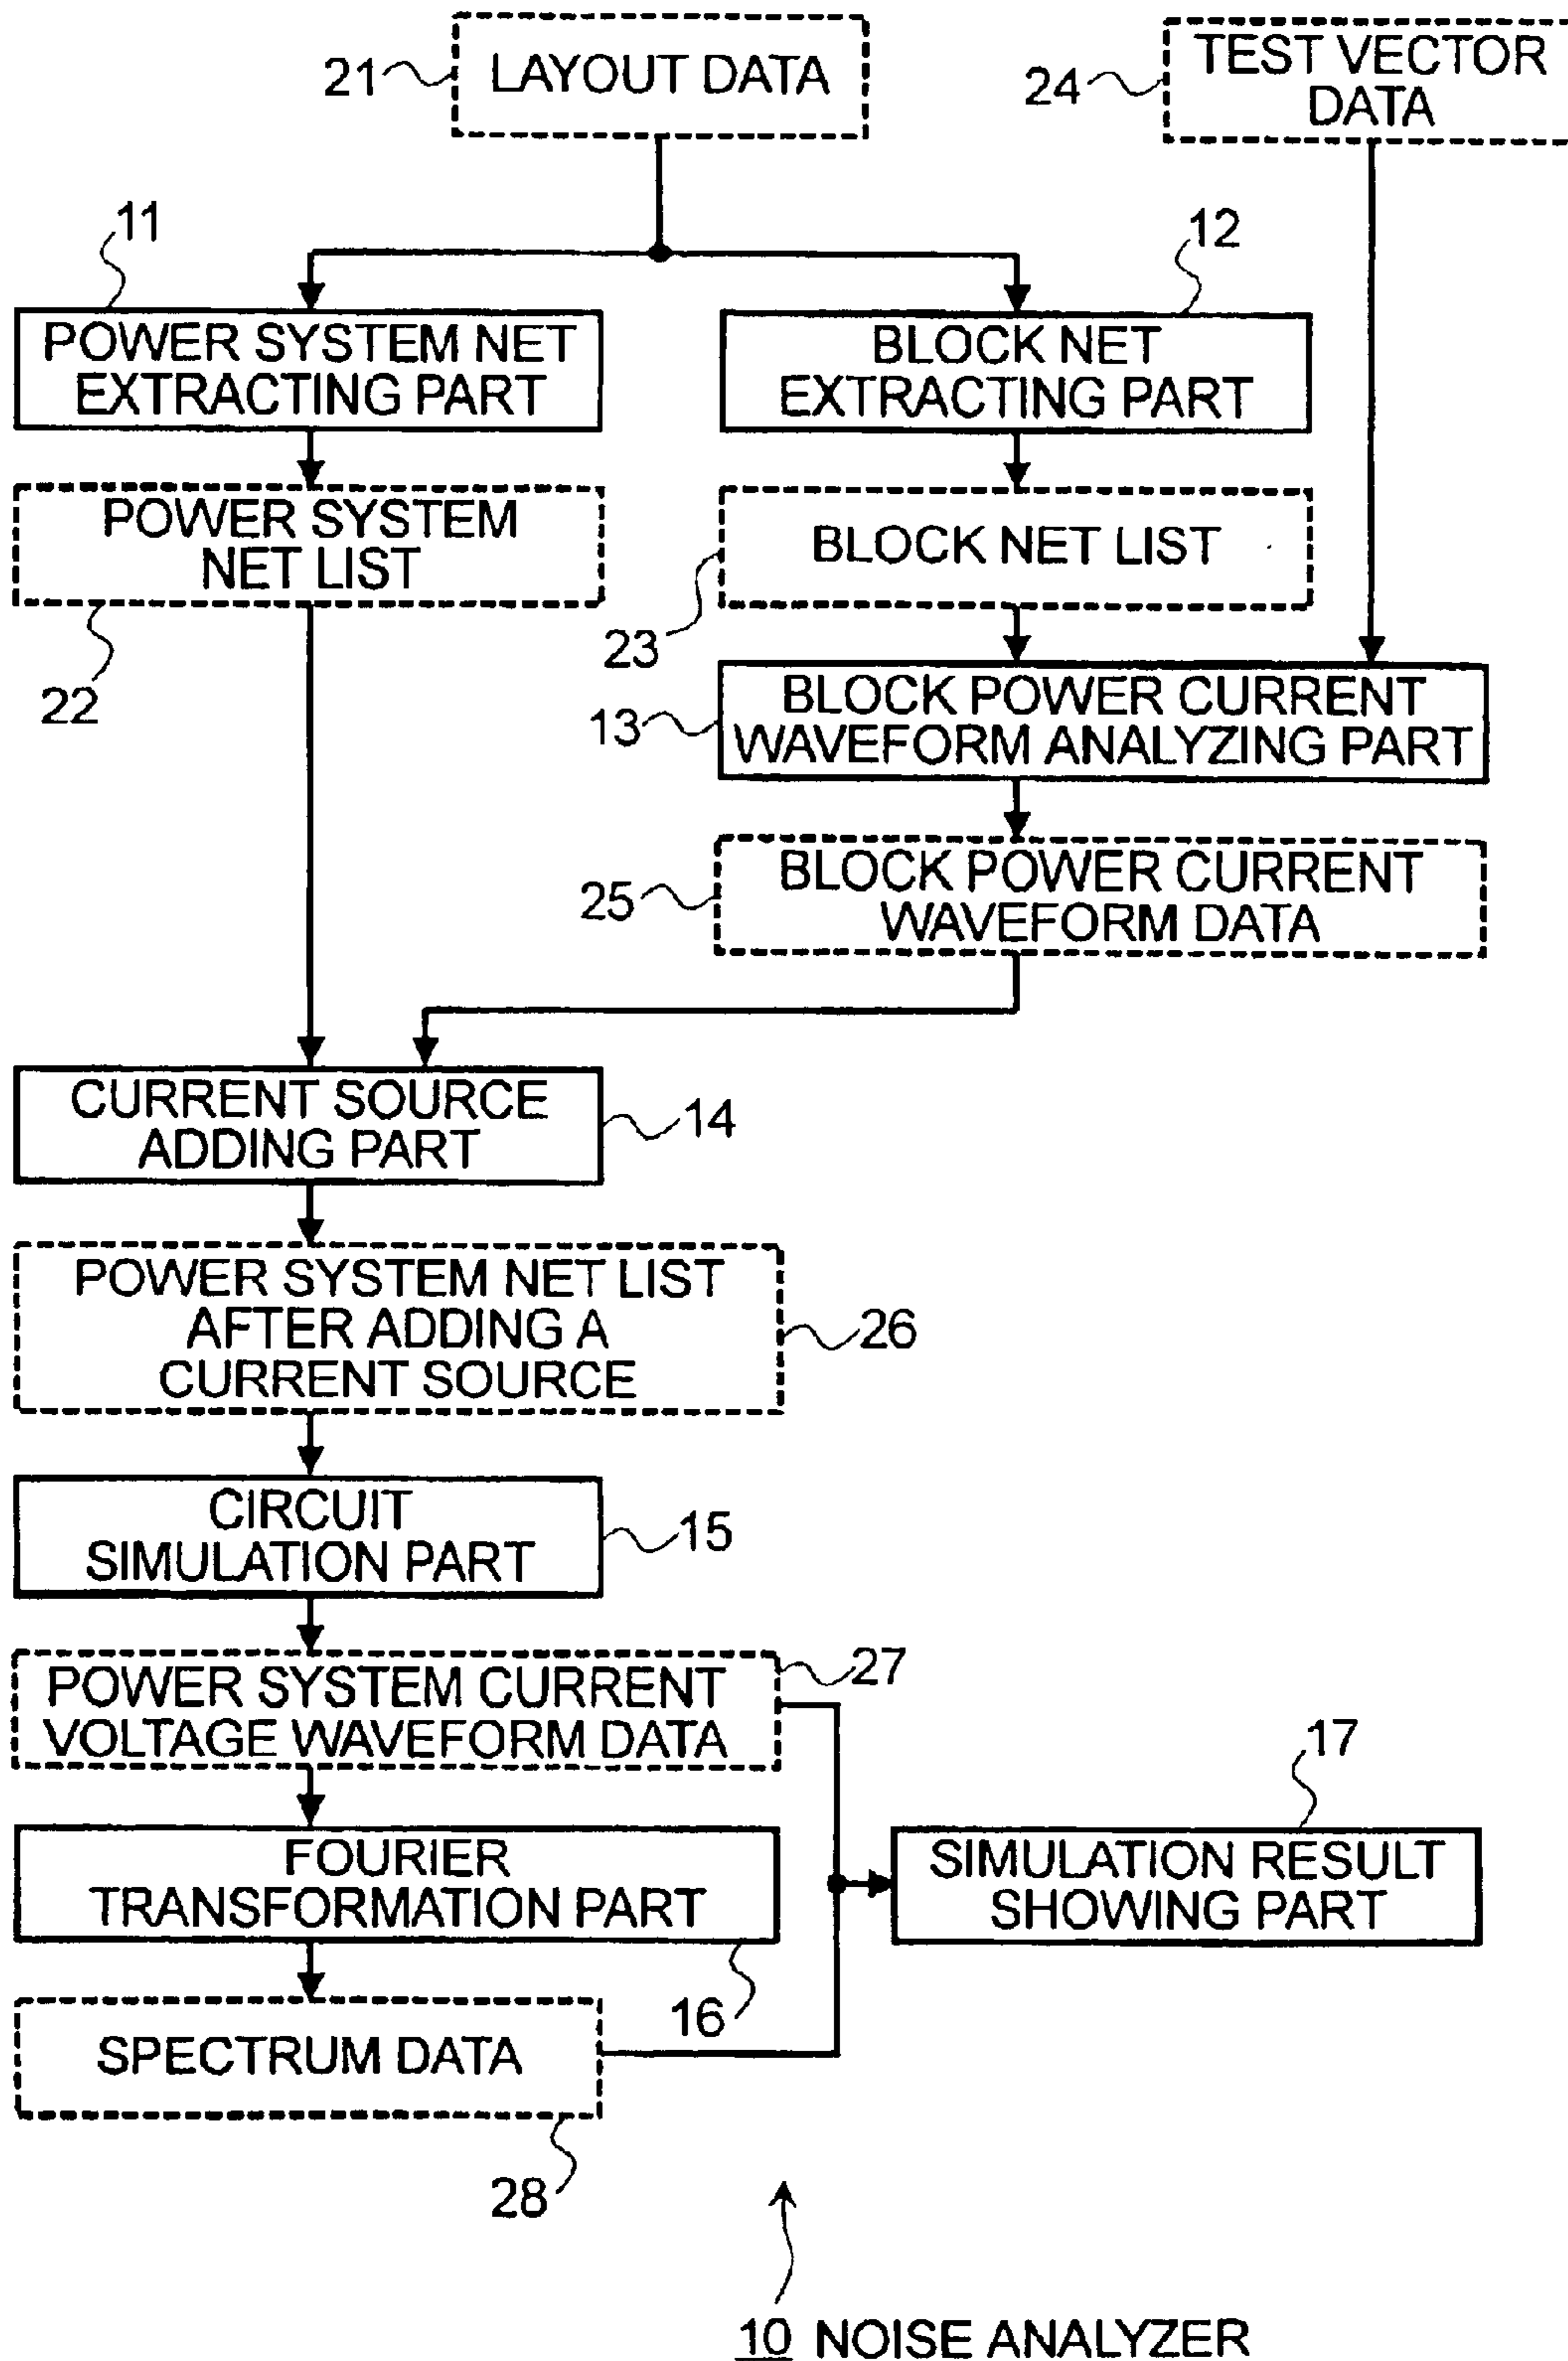 21
LAYOUT DATA
24
TEST VECTOR
DATA
11
12
POWER SYSTEM NET
EXTRACTING PART
BLOCK NET
EXTRACTING PART
POWER SYSTEM
NET LIST
BLOCK NET LIST
22
23
13
BLOCK POWER CURRENT
WAVEFORM ANALYZING PART
25
BLOCK POWER CURRENT
WAVEFORM DATA
CURRENT SOURCE
ADDING PART
14
POWER SYSTEM NET LIST
AFTER ADDING A
CURRENT SOURCE
26
CIRCUIT
SIMULATION PART
15
POWER SYSTEM CURRENT
VOLTAGE WAVEFORM DATA
27
17
FOURIER
TRANSFORMATION PART
SIMULATION RESULT
SHOWING PART
16
SPECTRUM DATA
28
10 NOISE ANALYZER